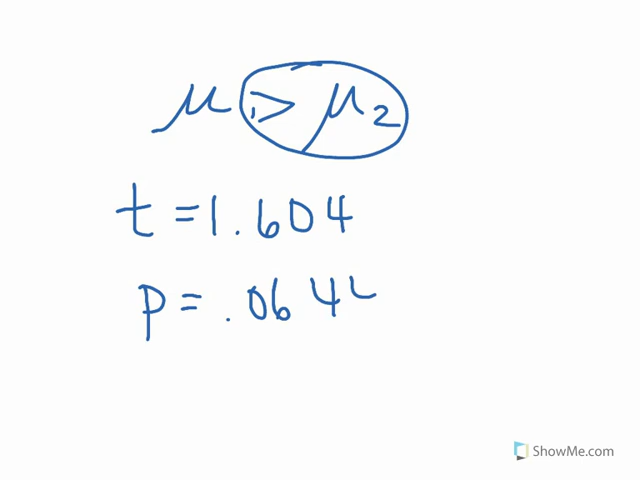 μ₁ > μ₂
t = 1.604
p = .064
ShowMe.com